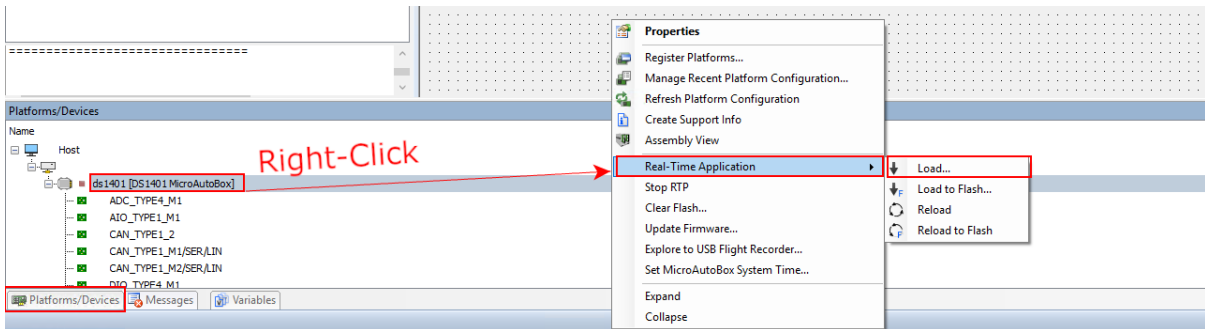 ================================
Platforms/Devices
Name
Host
ds1401 [DS1401 MicroAutoBox]
ADC_TYPE4_M1
AIO_TYPE1_M1
CAN_TYPE1_2
CAN_TYPE1_M1/SER/LIN
CAN_TYPE1_M2/SER/LIN
DIO_TYPE4_M1
Platforms/Devices Messages Variables
Right-Click
Properties
Register Platforms...
Manage Recent Platform Configuration...
Refresh Platform Configuration
Create Support Info
Assembly View
Real-Time Application
Stop RTP
Clear Flash...
Update Firmware...
Explore to USB Flight Recorder...
Set MicroAutoBox System Time...
Expand
Collapse
Load...
F Load to Flash...
Reload
F Reload to Flash